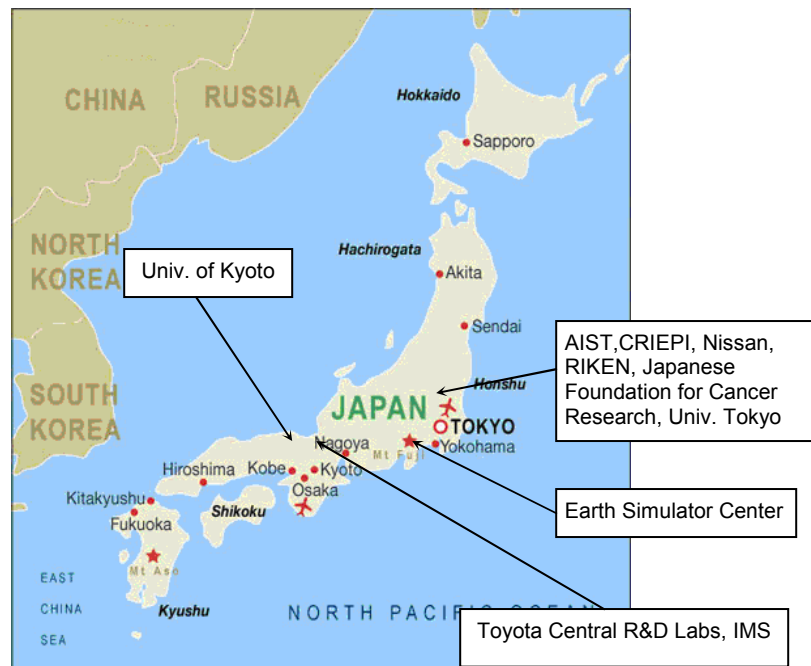 CHINA
RUSSIA
Hokkaido
Sapporo
NORTH
KOREA
Hachirogata
Univ. of Kyoto
Akita
Sendai
SOUTH
KOREA
AIST,CRIEPI, Nissan,
RIKEN, Japanese
Foundation for Cancer
Research, Univ. Tokyo
Honshu
JAPAN
TOKYO
Nagoya
Yokohama
Mt Fuji
Hiroshima
Kobe
Kyoto
Osaka
Kitakyushu
Fukuoka
Shikoku
Earth Simulator Center
Mt Aso
EAST
CHINA
SEA
Kyushu
NORTH PACIFIC OCEAN
Toyota Central R&D Labs, IMS